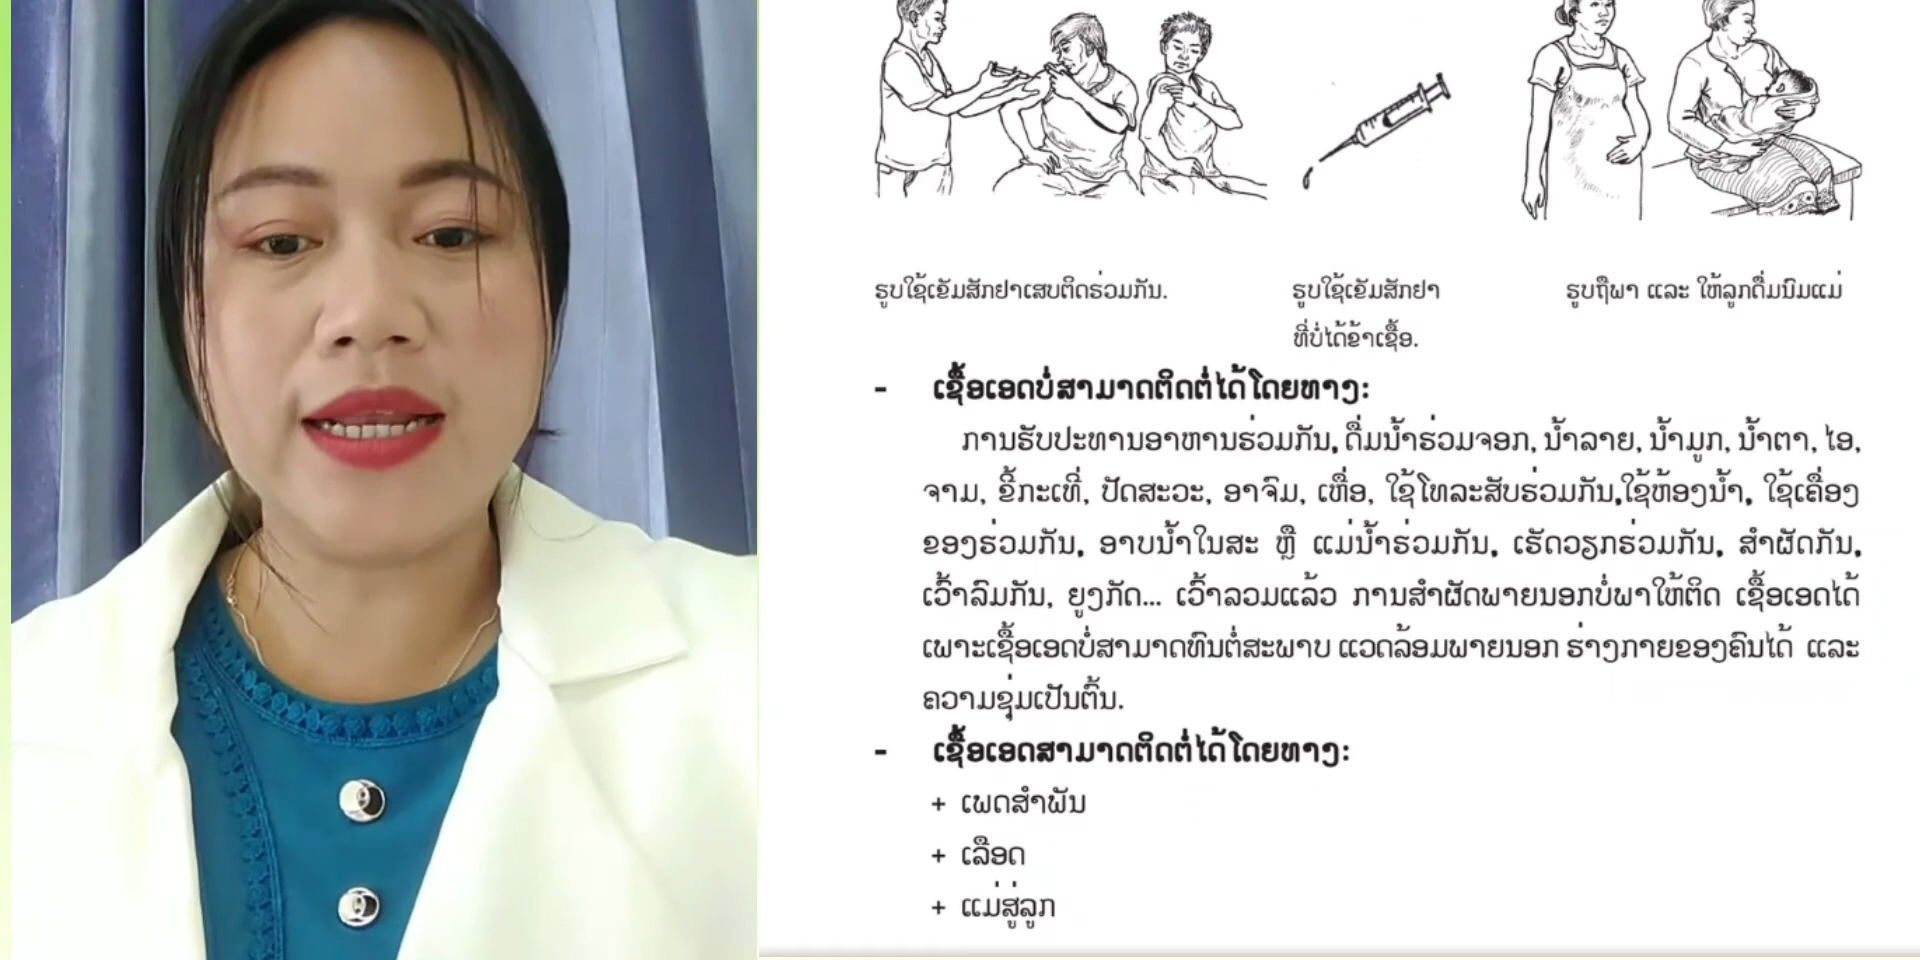 ຮູບໃຊ້ເຂັມສັກຢາເສບຕິດຮ່ວມກັນ.
ຮູບໃຊ້ເຂັມສັກຢາ
ທີ່ບໍ່ໄດ້ຂ້າເຊື້ອ.
ຮູບຖືພາ ແລະ ໃຫ້ລູກດື່ມນົມແມ່
- ເຊື້ອເອດບໍ່ສາມາດຕິດຕໍ່ໄດ້ໂດຍທາງ:
ການຮັບປະທານອາຫານຮ່ວມກັນ, ດື່ມນ້ຳຮ່ວມຈອກ, ນ້ຳລາຍ, ນ້ຳມູກ, ນ້ຳຕາ, ໄອ,
ຈາມ, ຂີ້ກະເທີ່, ປັດສະວະ, ອາຈົມ, ເຫື່ອ, ໃຊ້ໂທລະສັບຮ່ວມກັນ,ໃຊ້ຫ້ອງນ້ຳ, ໃຊ້ເຄື່ອງ
ຂອງຮ່ວມກັນ, ອາບນ້ຳໃນສະ ຫຼື ແມ່ນ້ຳຮ່ວມກັນ, ເຮັດວຽກຮ່ວມກັນ, ສຳຜັດກັນ,
ເວົ້າລົມກັນ, ຍູງກັດ... ເວົ້າລວມແລ້ວ ການສຳຜັດພາຍນອກບໍ່ພາໃຫ້ຕິດ ເຊື້ອເອດໄດ້
ເພາະເຊື້ອເອດບໍ່ສາມາດທົນຕໍ່ສະພາບ ແວດລ້ອມພາຍນອກ ຮ່າງກາຍຂອງຄົນໄດ້ ແລະ
ຄວາມຊຸ່ມເປັນຕົ້ນ.
- ເຊື້ອເອດສາມາດຕິດຕໍ່ໄດ້ໂດຍທາງ:
+ ເພດສຳພັນ
+ ເລືອດ
+ ແມ່ສູ່ລູກ